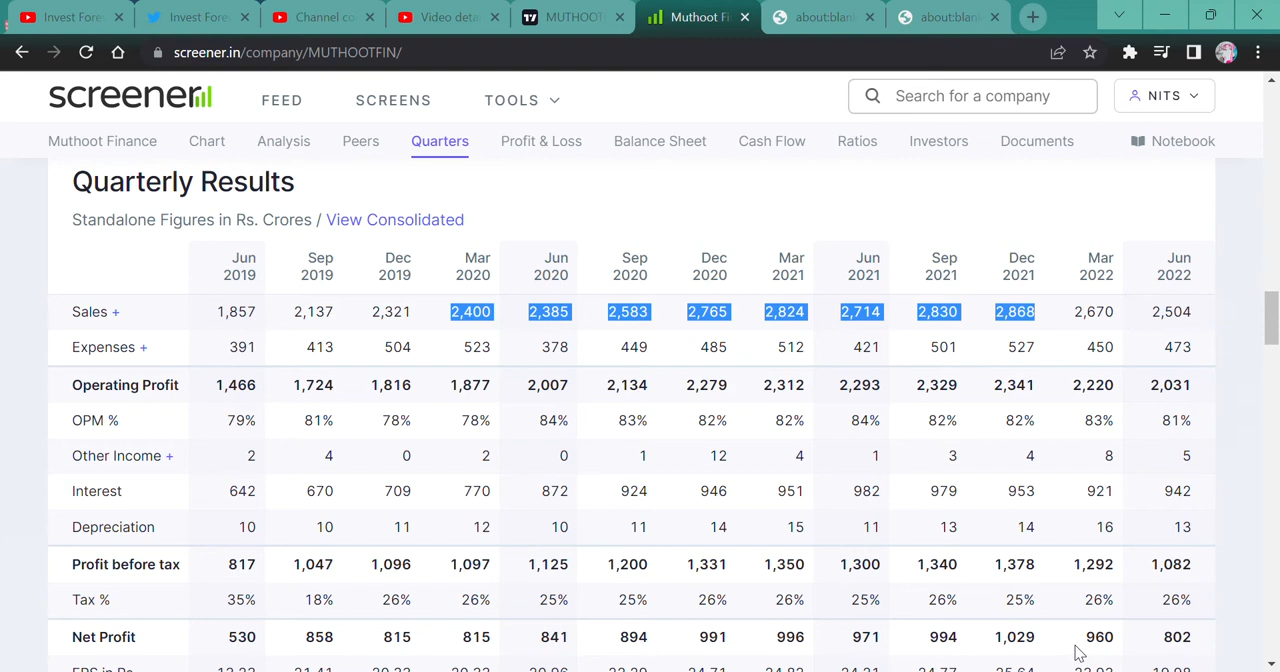 Invest Fore
Invest Fore
Channel co
Video deta
MUTHOOT
Muthoot Fi
about:blan
about:blan
screener.in/company/MUTHOOTFIN/
screener
FEED
SCREENS
TOOLS
Search for a company
NITS
Muthoot Finance
Chart
Analysis
Peers
Quarters
Profit & Loss
Balance Sheet
Cash Flow
Ratios
Investors
Documents
Notebook
Quarterly Results
Standalone Figures in Rs. Crores / View Consolidated
Jun 2019 Sep 2019 Dec 2019 Mar 2020 Jun 2020 Sep 2020 Dec 2020 Mar 2021 Jun 2021 Sep 2021 Dec 2021 Mar 2022 Jun 2022
Sales + 1,857 2,137 2,321 2,400 2,385 2,583 2,765 2,824 2,714 2,830 2,868 2,670 2,504
Expenses + 391 413 504 523 378 449 485 512 421 501 527 450 473
Operating Profit 1,466 1,724 1,816 1,877 2,007 2,134 2,279 2,312 2,293 2,329 2,341 2,220 2,031
OPM % 79% 81% 78% 78% 84% 83% 82% 82% 84% 82% 82% 83% 81%
Other Income + 2 4 0 2 0 1 12 4 1 3 4 8 5
Interest 642 670 709 770 872 924 946 951 982 979 953 921 942
Depreciation 10 10 11 12 10 11 14 15 11 13 14 16 13
Profit before tax 817 1,047 1,096 1,097 1,125 1,200 1,331 1,350 1,300 1,340 1,378 1,292 1,082
Tax % 35% 18% 26% 26% 25% 25% 26% 26% 25% 26% 25% 26% 26%
Net Profit 530 858 815 815 841 894 991 996 971 994 1,029 960 802